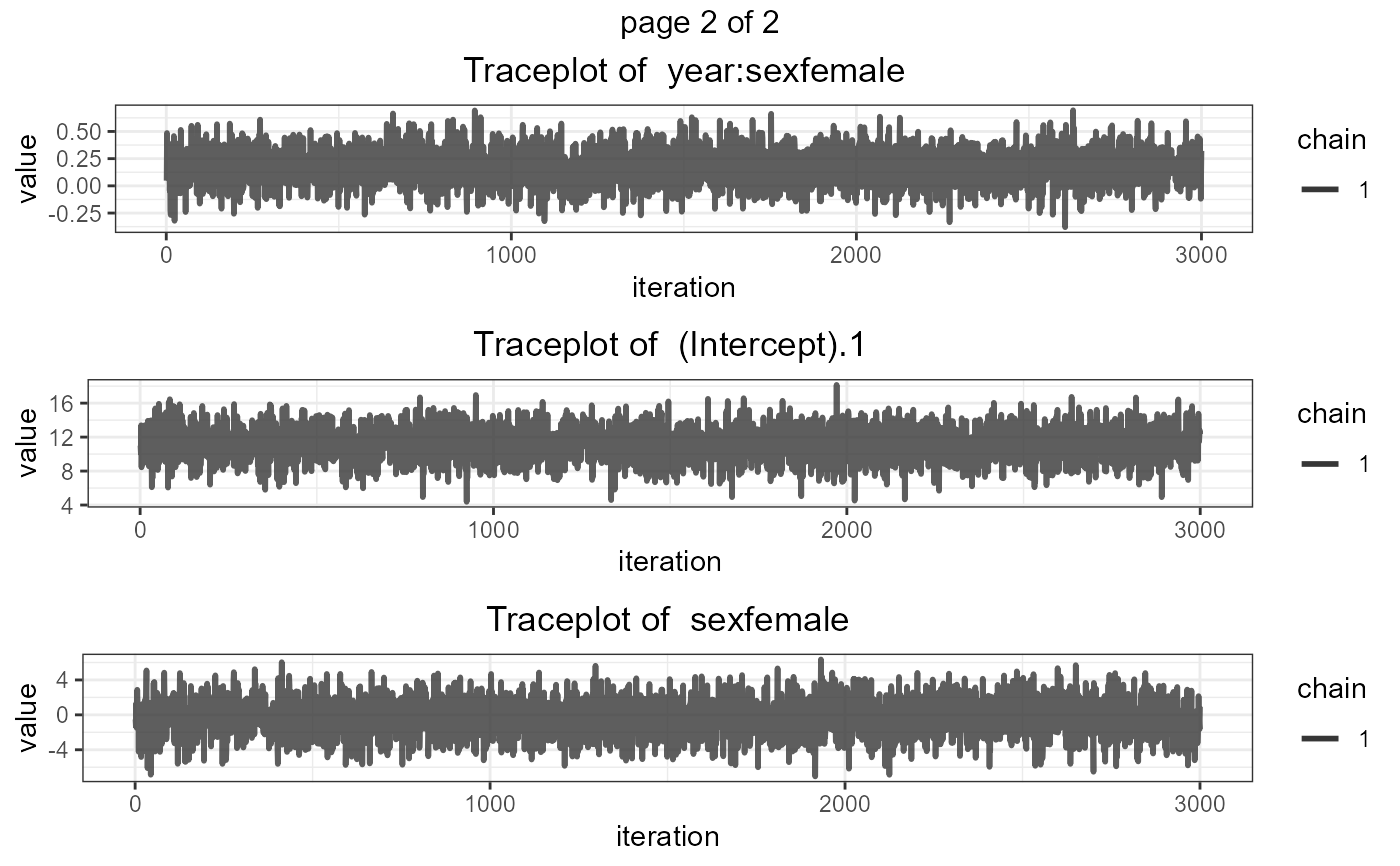 page 2 of 2
Traceplot of  year:sexfemale
value
0.50
0.25
0.00
-0.25
0 1000 2000 3000
iteration
chain
1
Traceplot of  (Intercept).1
value
16
12
8
4
0 1000 2000 3000
iteration
chain
1
Traceplot of  sexfemale
value
4
0
-4
0 1000 2000 3000
iteration
chain
1